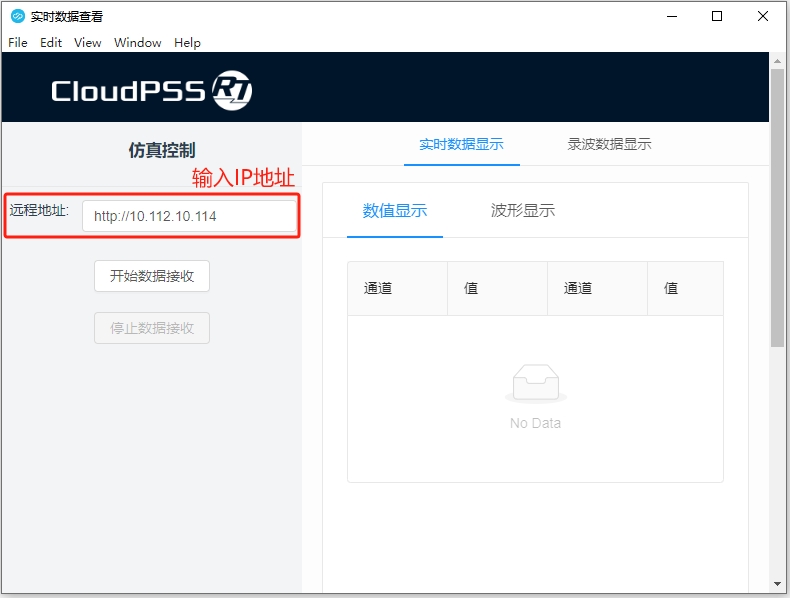 实时数据查看
File Edit View Window Help
CloudPSS RT
仿真控制
输入IP地址
远程地址: http://10.112.10.114
开始数据接收
停止数据接收
实时数据显示 录波数据显示
数值显示 波形显示
通道 值 通道 值
No Data